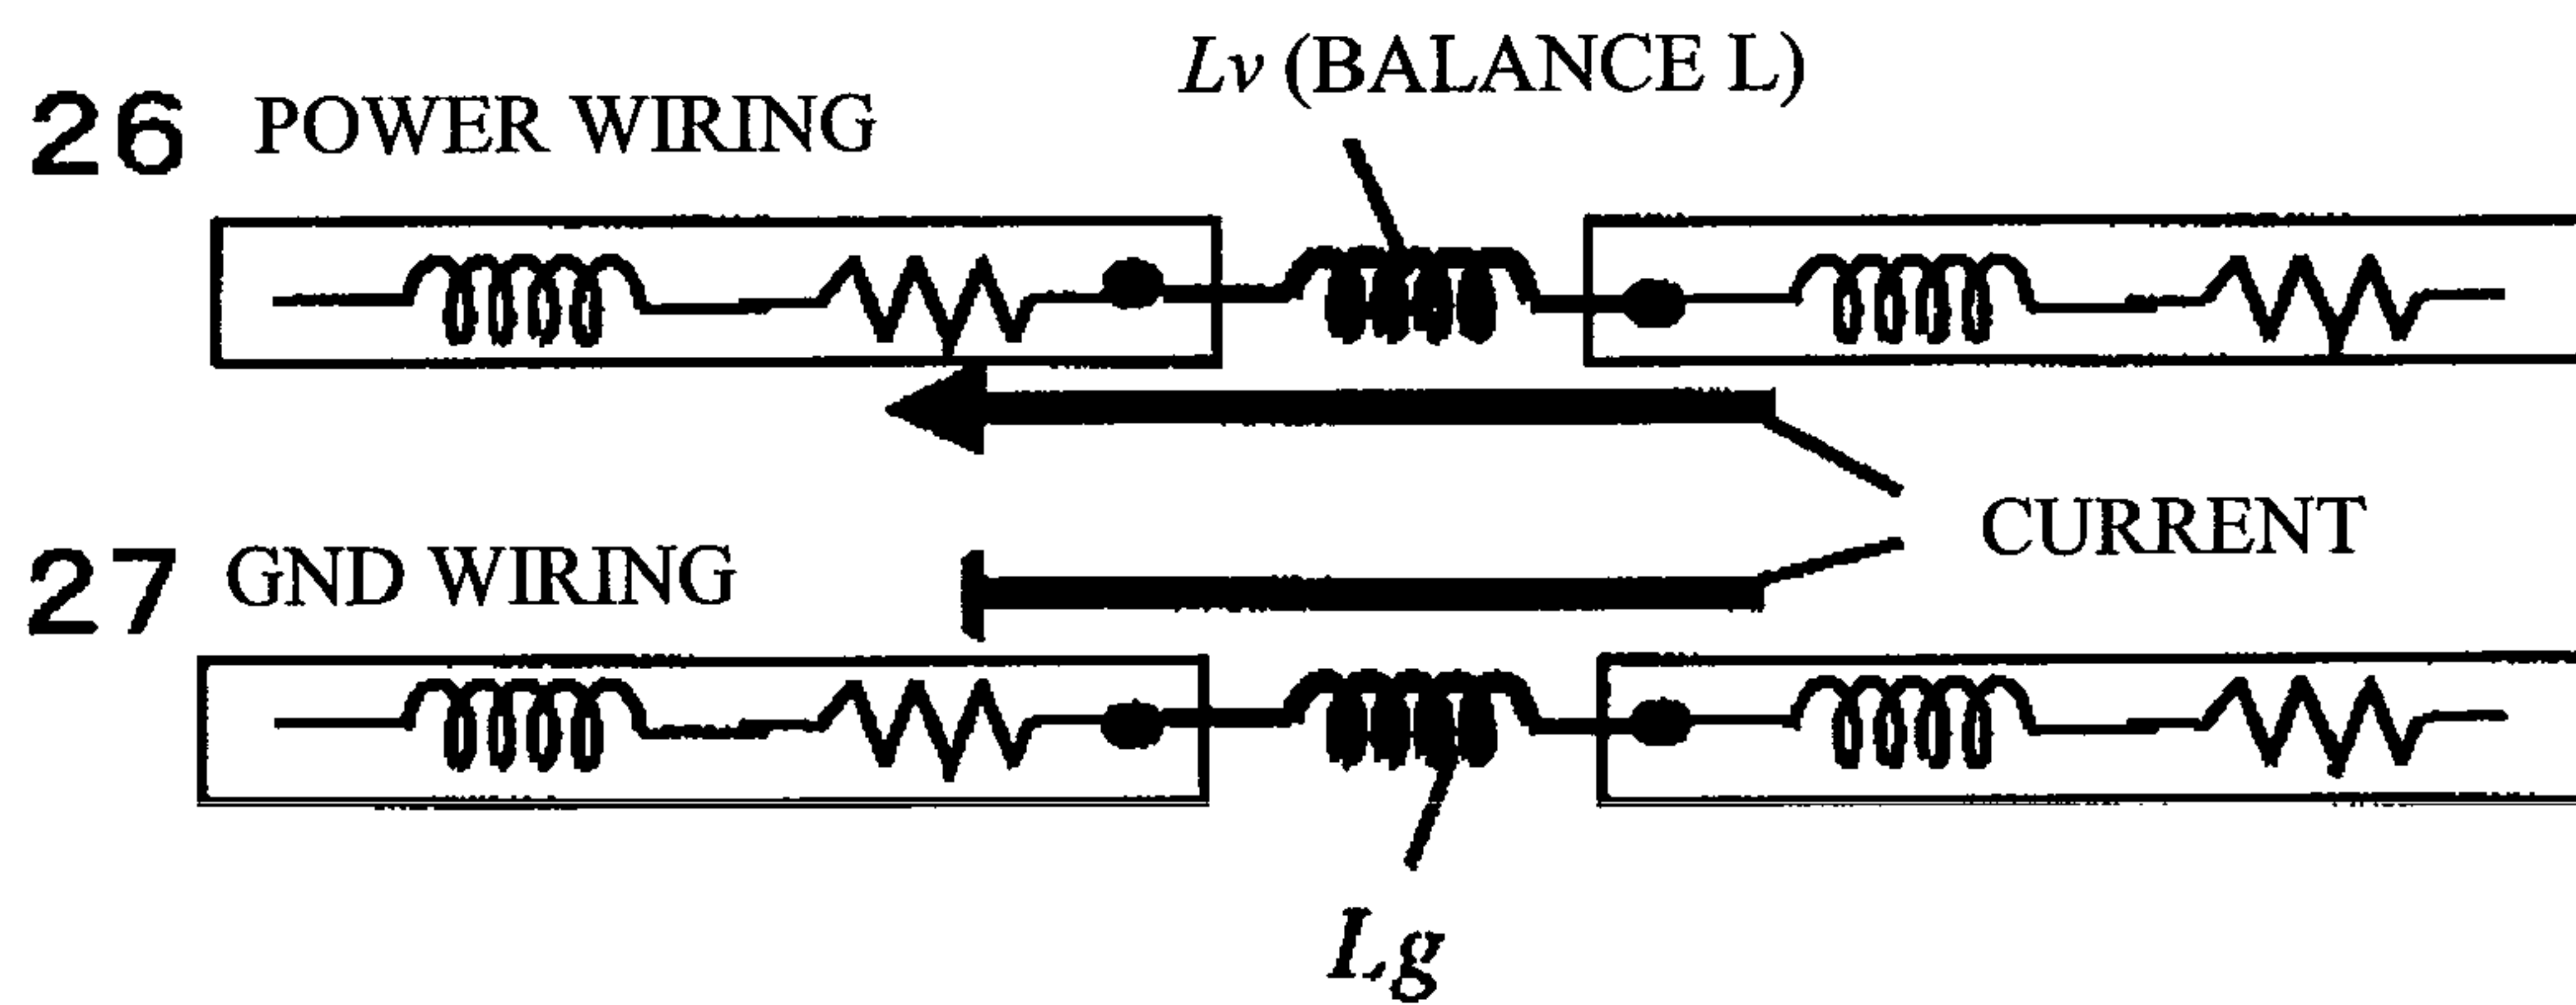 Lv (BALANCE L)
26 POWER WIRING
CURRENT
27 GND WIRING
Lg